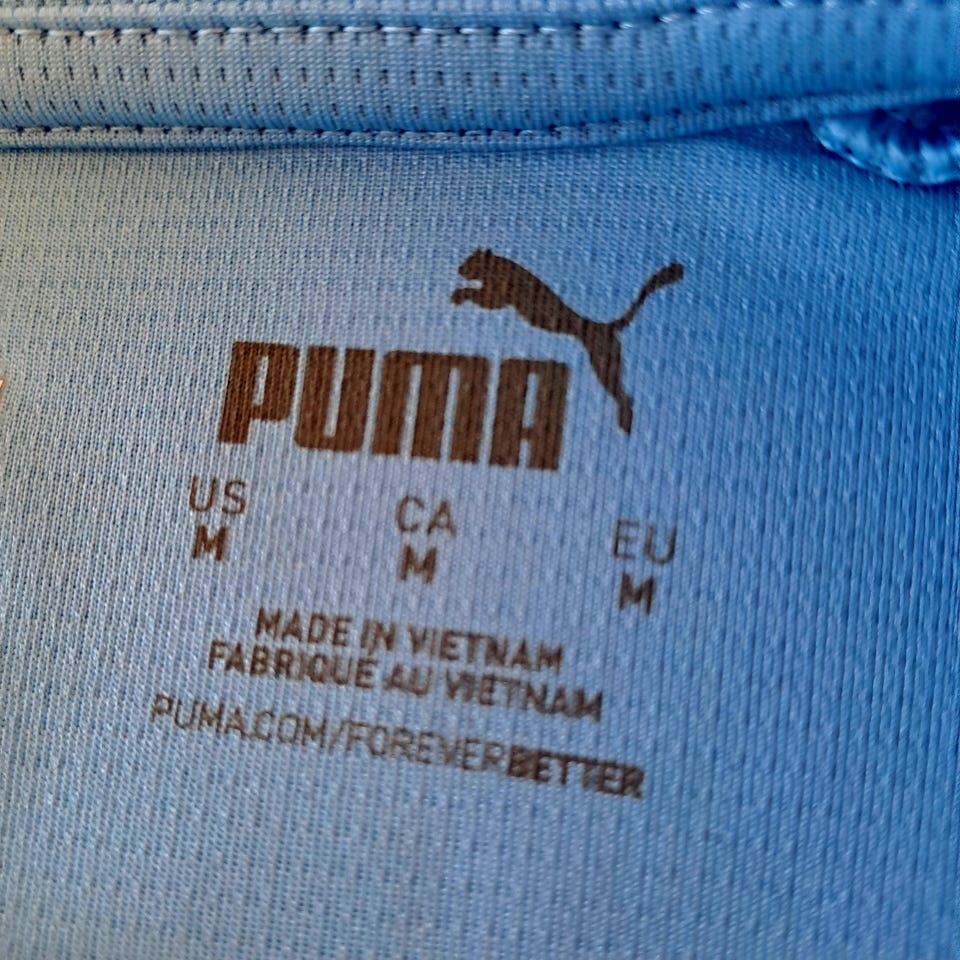 PUMA
US CA EU
M M M
MADE IN VIETNAM
FABRIQUE AU VIETNAM
PUMA.COM/FOREVERBETTER